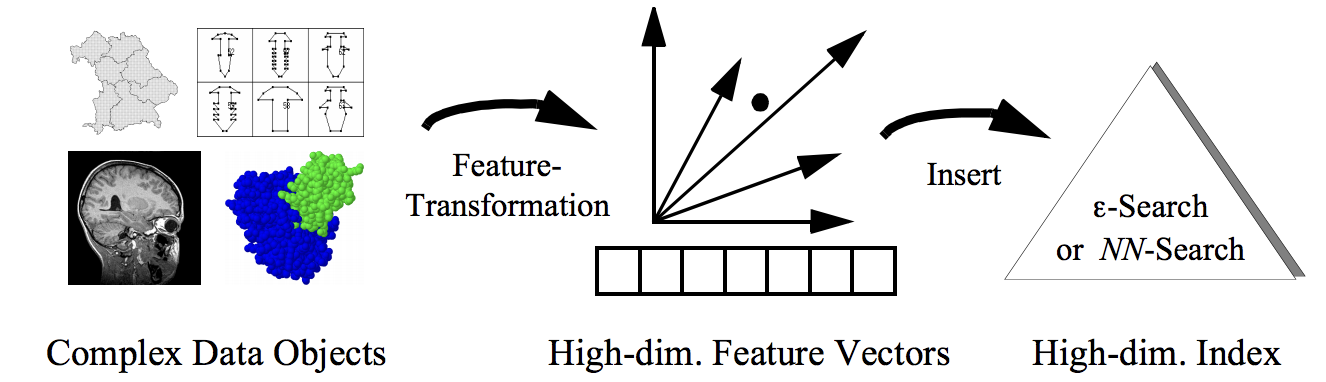 Feature-
Transformation
Insert
ε-Search
or NN-Search
Complex Data Objects
High-dim. Feature Vectors
High-dim. Index